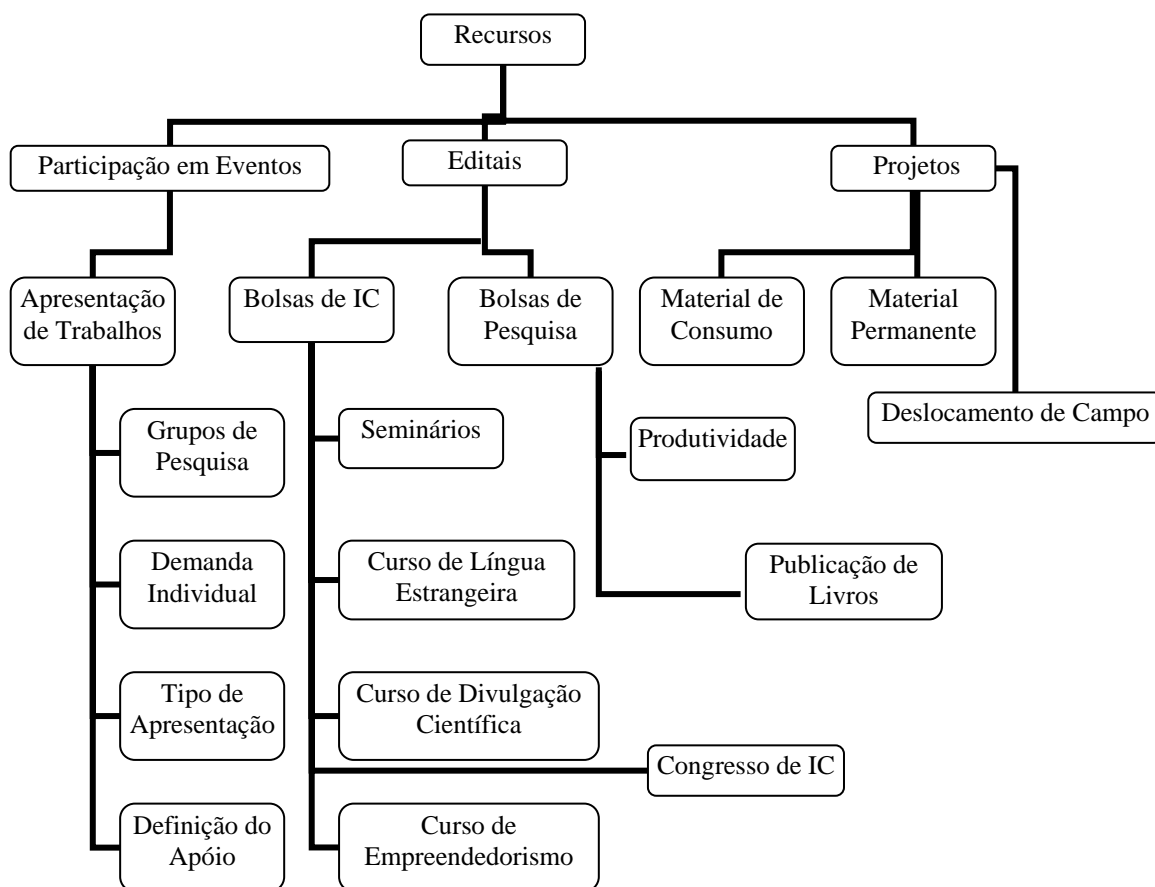 Recursos
Participação em Eventos
Editais
Projetos
Apresentação
de Trabalhos
Bolsas de IC
Bolsas de
Pesquisa
Material de
Consumo
Material
Permanente
Deslocamento de Campo
Grupos de
Pesquisa
Seminários
Produtividade
Demanda
Individual
Curso de Língua
Estrangeira
Publicação de
Livros
Tipo de
Apresentação
Curso de Divulgação
Científica
Congresso de IC
Definição do
Apóio
Curso de
Empreendedorismo